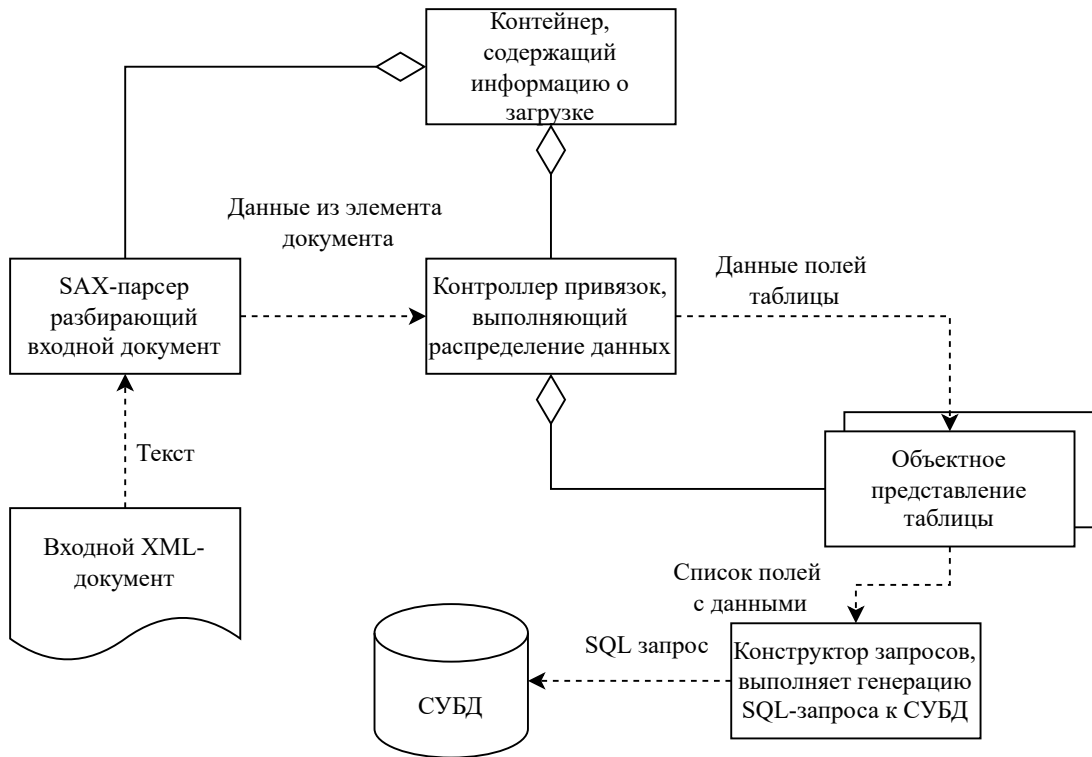 Контейнер,
содержащий
информацию о
загрузке
Данные из элемента
документа
SAX-парсер
разбирающий
входной документ
Контроллер привязок,
выполняющий
распределение данных
Данные полей
таблицы
Текст
Объектное
представление
таблицы
Входной XML-
документ
Список полей
с данными
SQL запрос
Конструктор запросов,
выполняет генерацию
SQL-запроса к СУБД
СУБД